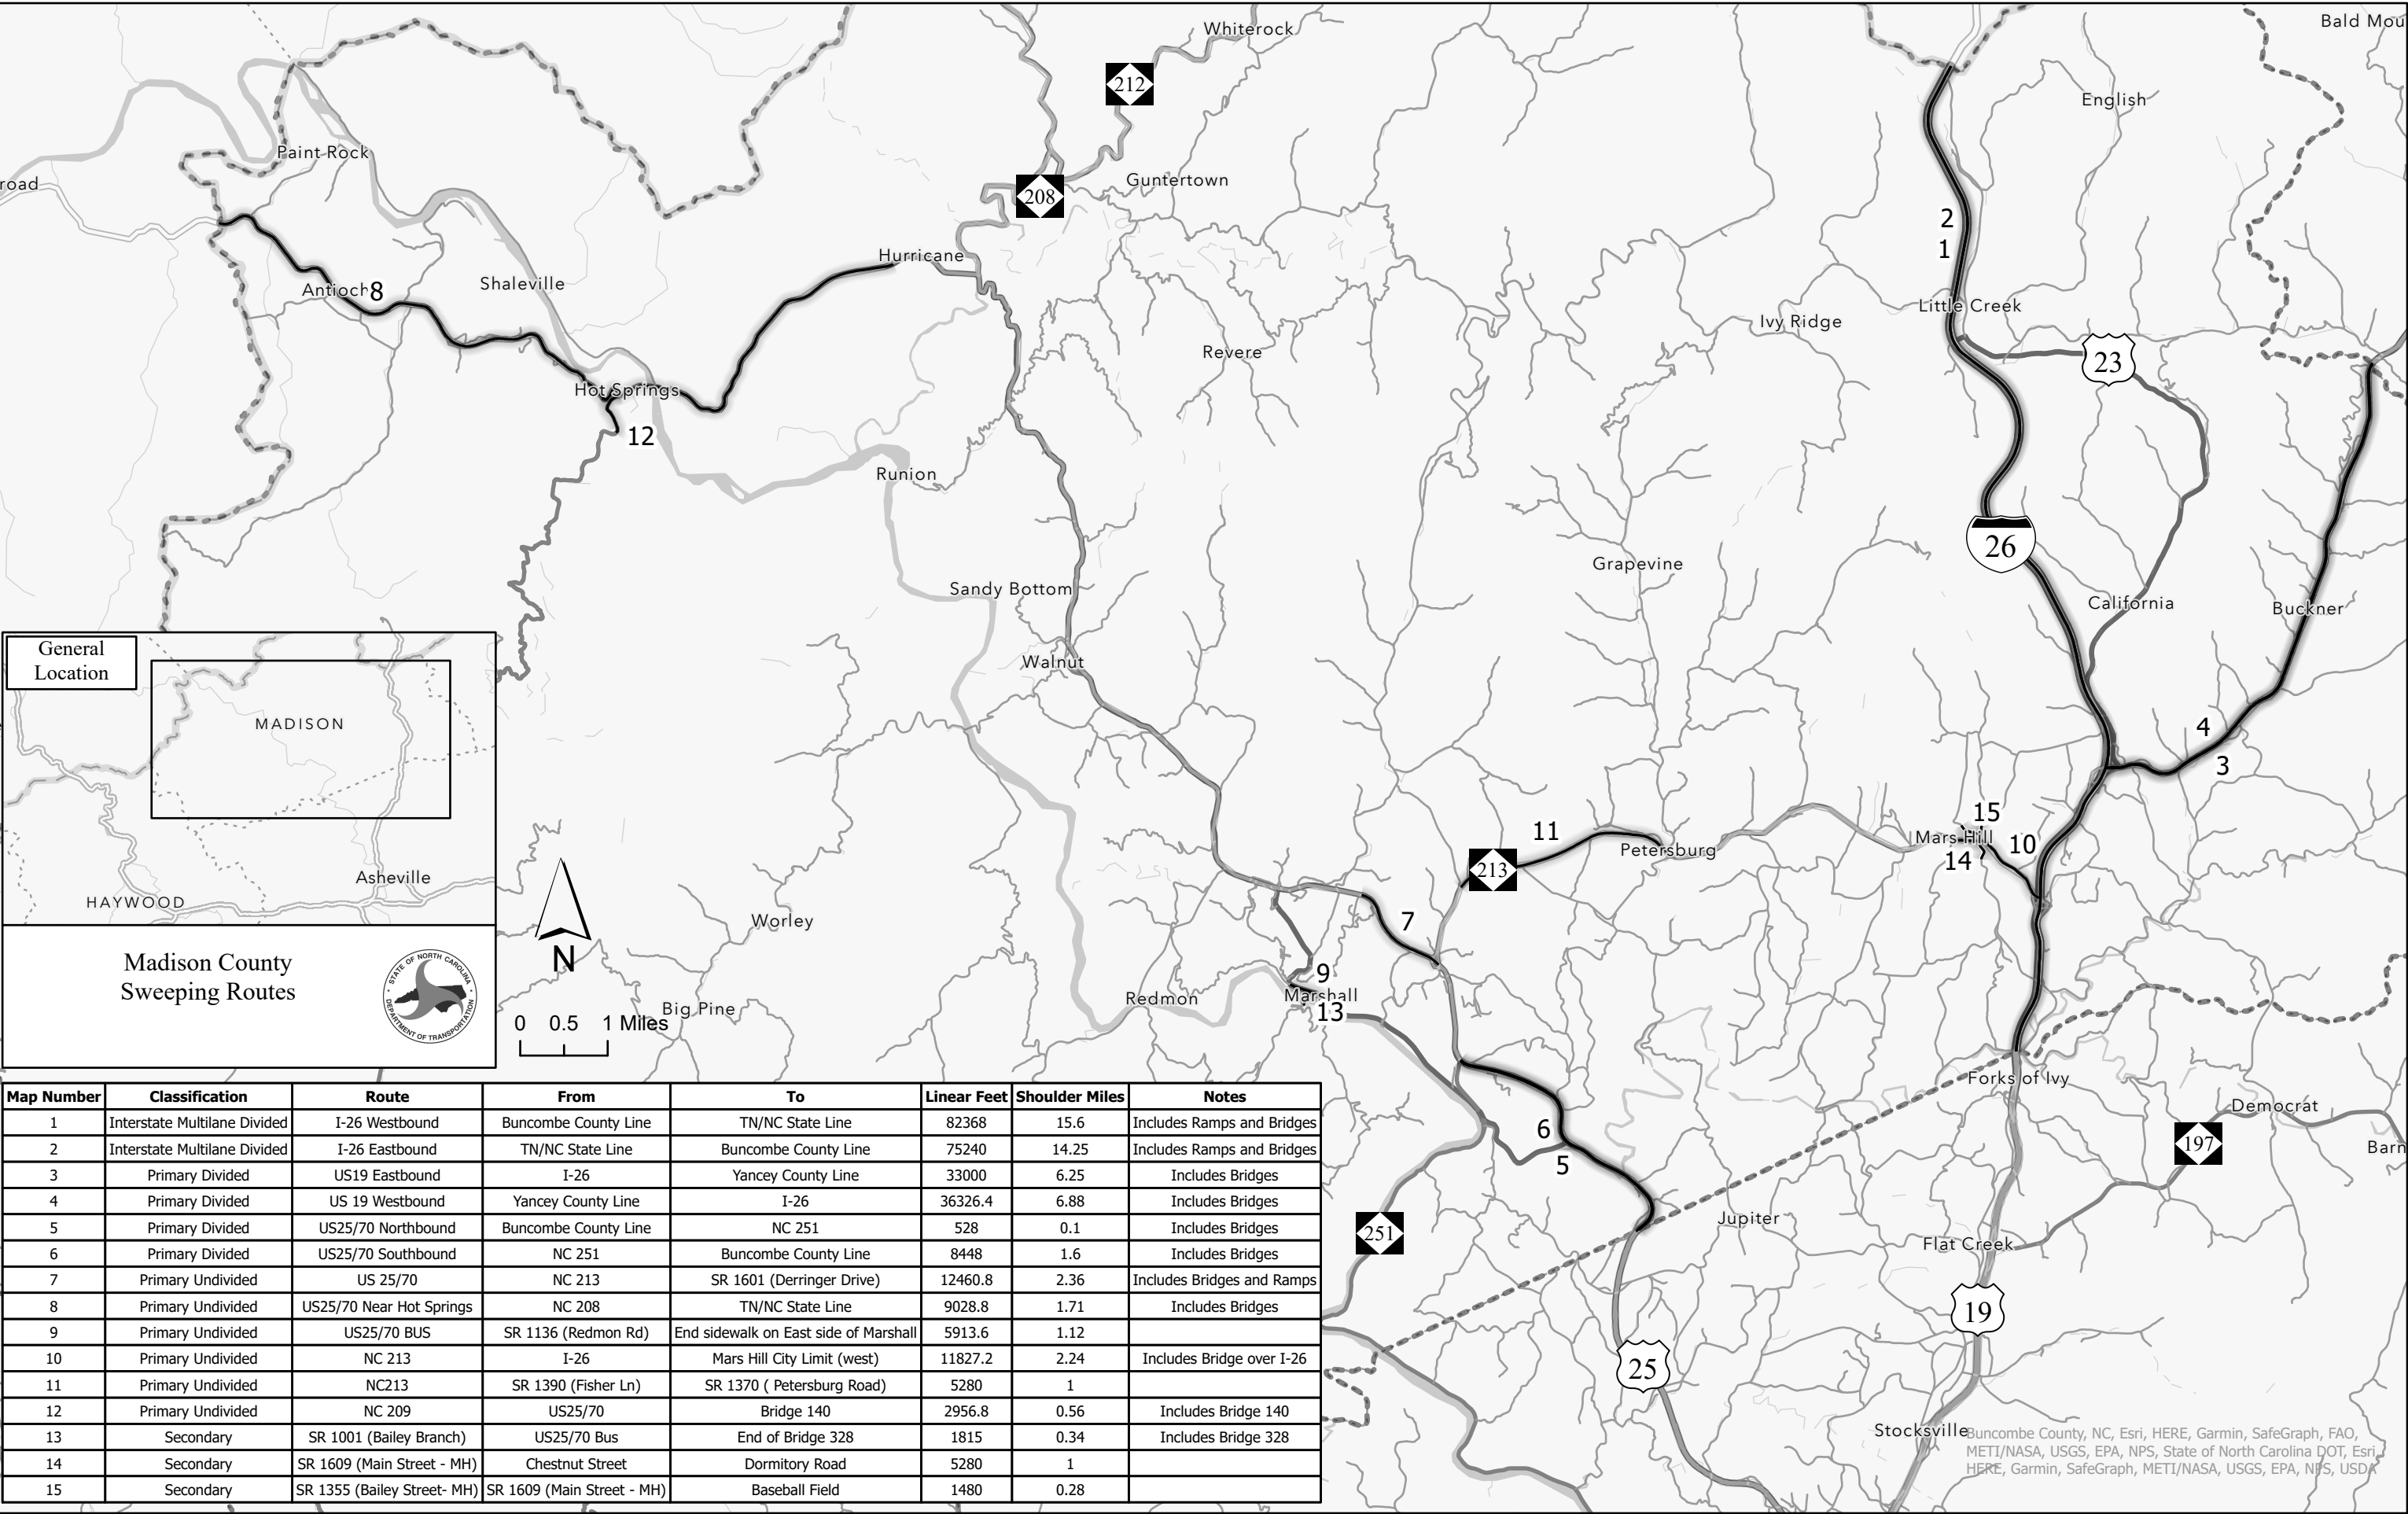 Whiterock
Bald Mou
212
English
Paint Rock
road
Guntertown
208
2
1
Hurricane
Antioch
8
Shaleville
Little Creek
Ivy Ridge
Revere
23
Hot Springs
12
Runion
26
Grapevine
Sandy Bottom
California
Buckner
Walnut
4
3
15
11
Mars Hill
10
Petersburg
14
213
7
Worley
9
Marshall
Redmon
13
Big Pine
Forks of Ivy
Democrat
6
197
Barn
5
Jupiter
251
Flat Creek
19
25
Stocksville
General
Location
MADISON
Asheville
HAYWOOD
Madison County
Sweeping Routes
STATE OF NORTH CAROLINA
DEPARTMENT OF TRANSPORTATION
N
0 0.5 1 Miles
Map Number Classification Route From To Linear Feet Shoulder Miles Notes
1 Interstate Multilane Divided I-26 Westbound Buncombe County Line TN/NC State Line 82368 15.6 Includes Ramps and Bridges
2 Interstate Multilane Divided I-26 Eastbound TN/NC State Line Buncombe County Line 75240 14.25 Includes Ramps and Bridges
3 Primary Divided US19 Eastbound I-26 Yancey County Line 33000 6.25 Includes Bridges
4 Primary Divided US 19 Westbound Yancey County Line I-26 36326.4 6.88 Includes Bridges
5 Primary Divided US25/70 Northbound Buncombe County Line NC 251 528 0.1 Includes Bridges
6 Primary Divided US25/70 Southbound NC 251 Buncombe County Line 8448 1.6 Includes Bridges
7 Primary Undivided US 25/70 NC 213 SR 1601 (Derringer Drive) 12460.8 2.36 Includes Bridges and Ramps
8 Primary Undivided US25/70 Near Hot Springs NC 208 TN/NC State Line 9028.8 1.71 Includes Bridges
9 Primary Undivided US25/70 BUS SR 1136 (Redmon Rd) End sidewalk on East side of Marshall 5913.6 1.12
10 Primary Undivided NC 213 I-26 Mars Hill City Limit (west) 11827.2 2.24 Includes Bridge over I-26
11 Primary Undivided NC213 SR 1390 (Fisher Ln) SR 1370 ( Petersburg Road) 5280 1
12 Primary Undivided NC 209 US25/70 Bridge 140 2956.8 0.56 Includes Bridge 140
13 Secondary SR 1001 (Bailey Branch) US25/70 Bus End of Bridge 328 1815 0.34 Includes Bridge 328
14 Secondary SR 1609 (Main Street - MH) Chestnut Street Dormitory Road 5280 1
15 Secondary SR 1355 (Bailey Street- MH) SR 1609 (Main Street - MH) Baseball Field 1480 0.28
Buncombe County, NC, Esri, HERE, Garmin, SafeGraph, FAO,
METI/NASA, USGS, EPA, NPS, State of North Carolina DOT, Esri,
HERE, Garmin, SafeGraph, METI/NASA, USGS, EPA, NPS, USDA